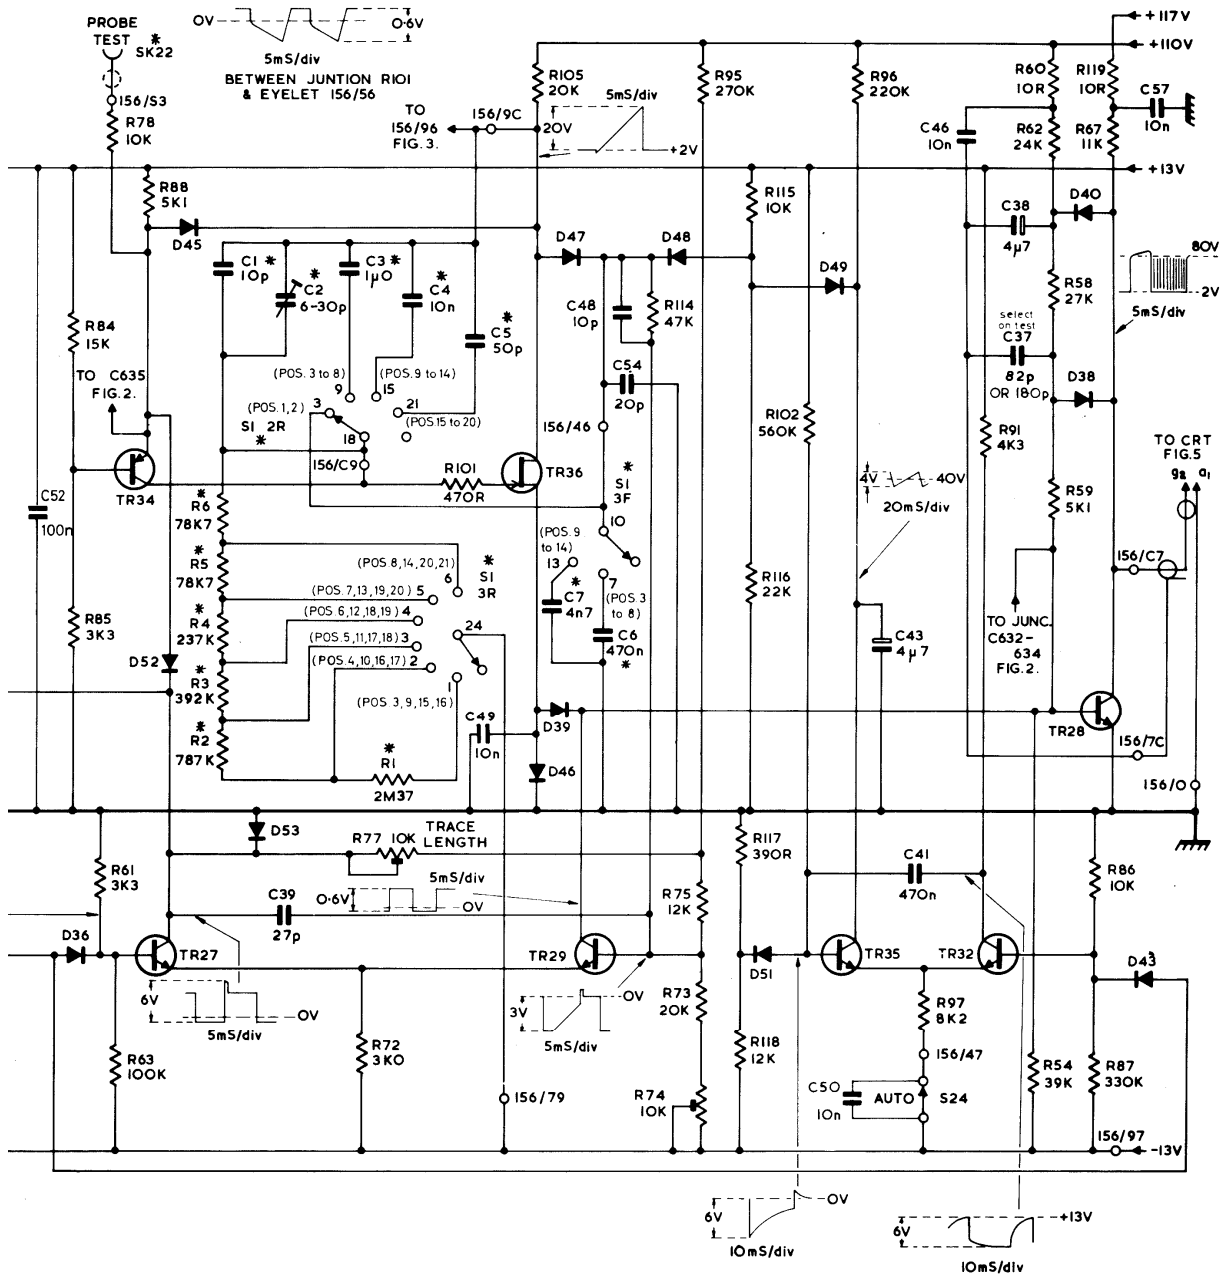 PROBE
TEST *
SK22
0V
0·6V
5mS/div
BETWEEN JUNTION R101
& EYELET 156/56
+117V
+110V
156/S3
R78
10K
TO
156/96
FIG. 3.
156/9C
R105
20K
20V
5mS/div
+2V
R95
270K
R96
220K
R60
10R
R119
10R
C57
10n
C46
10n
R62
24K
R67
11K
+13V
R88
5K1
D45
R115
10K
C38
4µ7
D40
C1 *
10p
*
C2
6-30p
C3 *
1µ0
*
C4
10n
*
C5
50p
D47
D48
D49
C48
10p
R114
47K
R58
27K
80V
2V
5mS/div
R84
15K
select
on test
C37
82p
OR 180p
TO C635
FIG. 2.
(POS. 3 to 8)
9
(POS. 9 to 14)
15
C54
20p
D38
(POS. 1, 2)
3
21
(POS.15 to 20)
S1 2R
*
18
156/C9
156/46
R102
560K
R91
4K3
TO CRT
FIG.5
g2 a1
TR34
R101
470R
TR36
*
S1
3F
4V
40V
20mS/div
R59
5K1
C52
100n
*
R6
78K7
*
R5
78K7
(POS. 9
to 14)
10
13
156/C7
(POS.8, 14, 20, 21)
6
*
S1
3R
7
(POS.3
to 8)
R116
22K
(POS. 7, 13, 19, 20) 5
*
C7
4n7
R85
3K3
*
R4
237K
(POS. 6, 12, 18, 19) 4
24
C6
470n
*
C43
4µ7
TO JUNC.
C632-
634
FIG. 2.
D52
(POS. 5, 11, 17, 18) 3
*
R3
392K
(POS. 4, 10, 16, 17) 2
1
(POS 3, 9, 15, 16)
*
R2
787K
C49
10n
D39
TR28
156/7C
*
R1
2M37
D46
156/0
D53
R77 10K
TRACE
LENGTH
R117
390R
R61
3K3
5mS/div
0·6V
0V
C41
470n
R86
10K
C39
27p
R75
12K
D36
TR27
TR29
D51
TR35
TR32
D43
6V
0V
5mS/div
3V
0V
5mS/div
R73
20K
R97
8K2
R63
100K
R72
3K0
R118
12K
156/47
R54
39K
R87
330K
156/79
R74
10K
C50
10n
AUTO
S24
156/97
-13V
0V
6V
10mS/div
+13V
6V
10mS/div